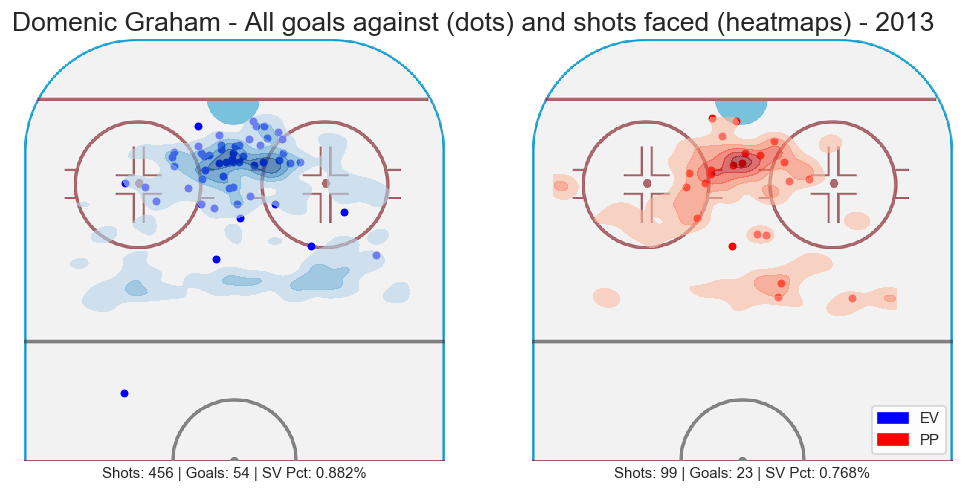 Domenic Graham - All goals against (dots) and shots faced (heatmaps) - 2013
EV
PP
Shots: 456 | Goals: 54 | SV Pct: 0.882%
Shots: 99 | Goals: 23 | SV Pct: 0.768%